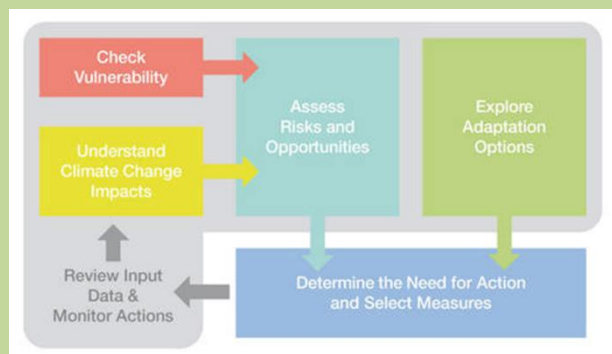 Check
Vulnerability
Assess
Risks and
Opportunities
Explore
Adaptation
Options
Understand
Climate Change
Impacts
Review Input
Data &
Monitor Actions
Determine the Need for Action
and Select Measures